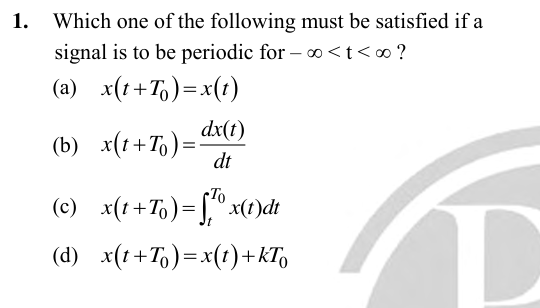 1. Which one of the following must be satisfied if a
signal is to be periodic for – ∞ < t < ∞ ?
(a) x(t+T₀)=x(t)
(b) x(t+T₀)=dx(t)/dt
(c) x(t+T₀)=∫ₜᵀ⁰ x(t)dt
(d) x(t+T₀)=x(t)+kT₀